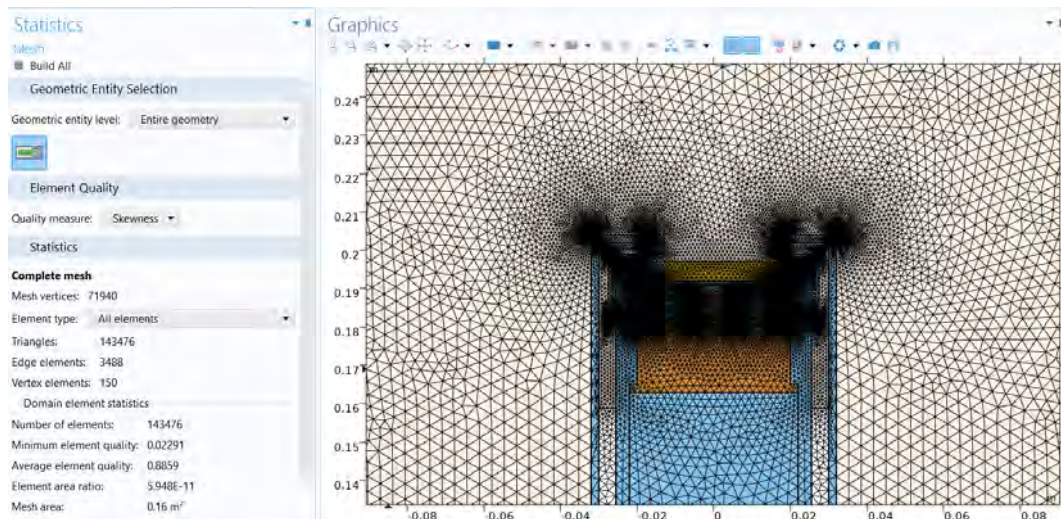 Statistics
Mesh
Build All
Geometric Entity Selection
Geometric entity level: Entire geometry
Element Quality
Quality measure: Skewness
Statistics
Complete mesh
Mesh vertices: 71940
Element type: All elements
Triangles: 143476
Edge elements: 3488
Vertex elements: 150
Domain element statistics
Number of elements: 143476
Minimum element quality: 0.02291
Average element quality: 0.8859
Element area ratio: 5.948E-11
Mesh area: 0.16 m²
Graphics
0.24
0.23
0.22
0.21
0.2
0.19
0.18
0.17
0.16
0.15
0.14
-0.08 -0.06 -0.04 -0.02 0 0.02 0.04 0.06 0.08